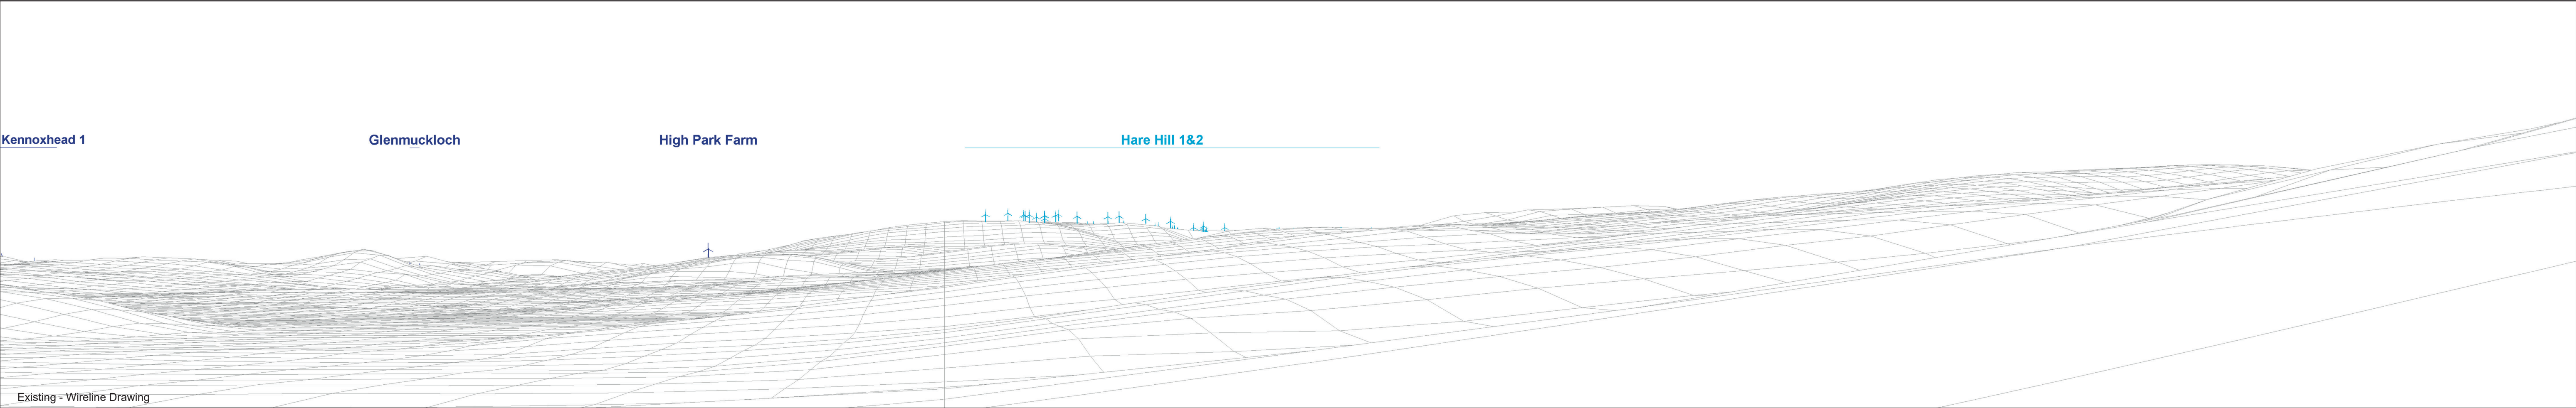 Kennoxhead 1
Glenmuckloch
High Park Farm
Hare Hill 1&2
Existing - Wireline Drawing